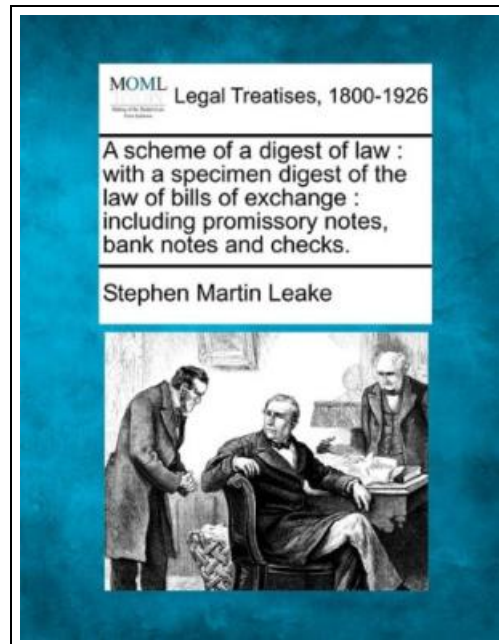 MOML
Legal Treatises, 1800-1926
A scheme of a digest of law :
with a specimen digest of the
law of bills of exchange :
including promissory notes,
bank notes and checks.
Stephen Martin Leake